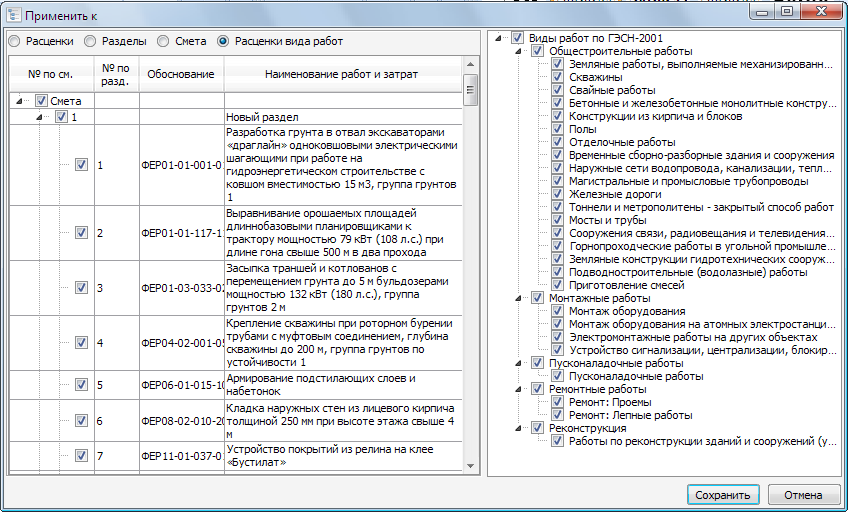 Применить к
Расценки
Разделы
Смета
Расценки вида работ
№ по см.
№ по
разд.
Обоснование
Наименование работ и затрат
Смета
1
Новый раздел
1
ФЕР01-01-001-01
Разработка грунта в отвал экскаваторами
«драглайн» одноковшовыми электрическими
шагающими при работе на
гидроэнергетическом строительстве с
ковшом вместимостью 15 м3, группа грунтов
1
2
ФЕР01-01-117-1
Выравнивание орошаемых площадей
длиннобазовыми планировщиками к
трактору мощностью 79 кВт (108 л.с.) при
длине гона свыше 500 м в два прохода
3
ФЕР01-03-033-02
Засыпка траншей и котлованов с
перемещением грунта до 5 м бульдозерами
мощностью 132 кВт (180 л.с.), группа
грунтов 2 м
4
ФЕР04-02-001-05
Крепление скважины при роторном бурении
трубами с муфтовым соединением, глубина
скважины до 200 м, группа грунтов по
устойчивости 1
5
ФЕР06-01-015-10
Армирование подстилающих слоев и
набетонок
6
ФЕР08-02-010-20
Кладка наружных стен из лицевого кирпича
толщиной 250 мм при высоте этажа свыше 4
м
7
ФЕР11-01-037-01
Устройство покрытий из релина на клее
«Бустилат»
Виды работ по ГЭСН-2001
Общестроительные работы
Земляные работы, выполняемые механизированн...
Скважины
Свайные работы
Бетонные и железобетонные монолитные констру...
Конструкции из кирпича и блоков
Полы
Отделочные работы
Временные сборно-разборные здания и сооружения
Наружные сети водопровода, канализации, тепл...
Магистральные и промысловые трубопроводы
Железные дороги
Тоннели и метрополитены - закрытый способ работ
Мосты и трубы
Сооружения связи, радиовещания и телевидения...
Горнопроходческие работы в угольной промышле...
Земляные конструкции гидротехнических сооруж...
Подводностроительные (водолазные) работы
Приготовление смесей
Монтажные работы
Монтаж оборудования
Монтаж оборудования на атомных электростанци...
Электромонтажные работы на других объектах
Устройство сигнализации, централизации, блокир...
Пусконаладочные работы
Пусконаладочные работы
Ремонтные работы
Ремонт: Проемы
Ремонт: Лепные работы
Реконструкция
Работы по реконструкции зданий и сооружений (у...
Сохранить
Отмена